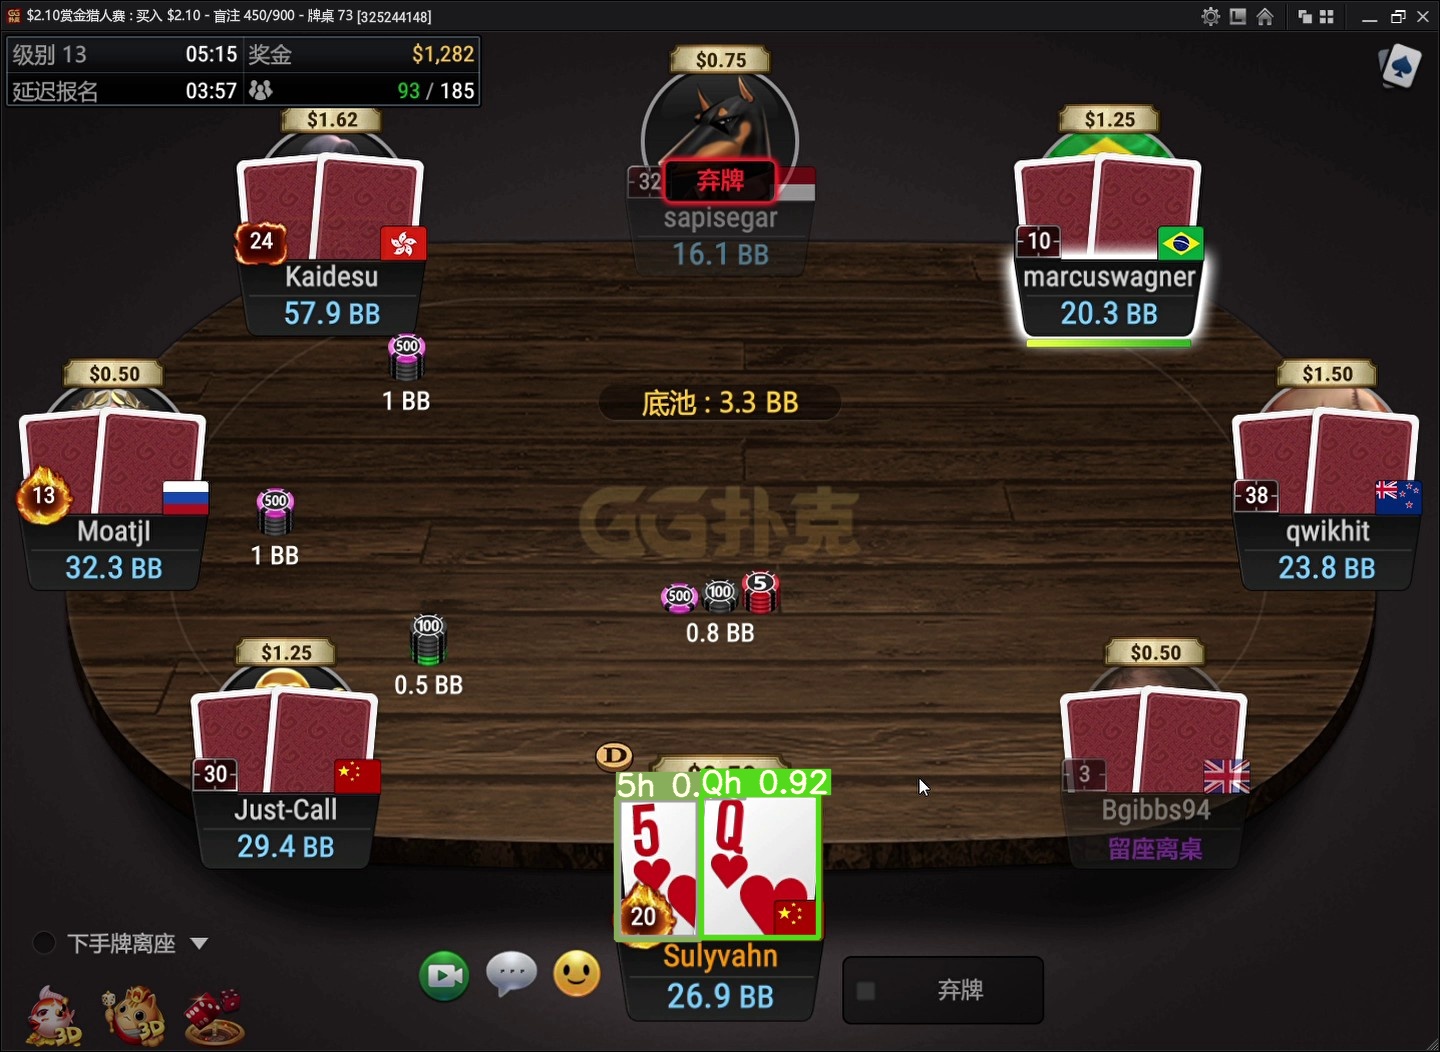 $2.10赏金猎人赛 : 买入 $2.10 - 盲注 450/900 - 牌桌 73 [325244148]
级别 13 05:15 奖金 $1,282
延迟报名 03:57 93 / 185
$0.75
弃牌
32
sapisegar
16.1 BB
$1.62
24
Kaidesu
57.9 BB
$1.25
10
marcuswagner
20.3 BB
500
1 BB
底池 : 3.3 BB
$0.50
13
Moatjl
32.3 BB
500
1 BB
$1.50
38
qwikhit
23.8 BB
GG扑克
500 100 5
0.8 BB
100
0.5 BB
$1.25
30
Just-Call
29.4 BB
$0.50
3
Bgibbs94
留座离桌
D
5h 0.
Qh 0.92
5
Q
20
Sulyvahn
26.9 BB
下手牌离座
弃牌
3D
3D